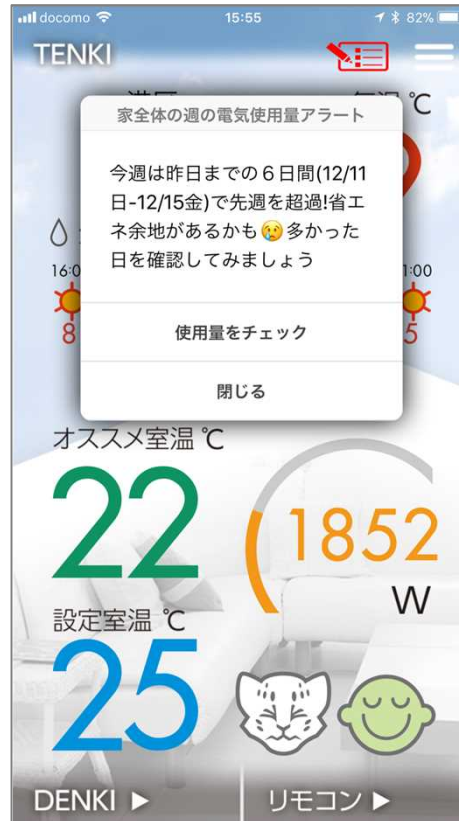 docomo 15:55 82%
TENKI
℃
家全体の週の電気使用量アラート
今週は昨日までの6日間(12/11
日-12/15金)で先週を超過!省エ
ネ余地があるかも😢多かった
日を確認してみましょう
16:0
1:00
8
5
使用量をチェック
閉じる
オススメ室温 ℃
22
1852
W
設定室温 ℃
25
DENKI ▶
リモコン ▶